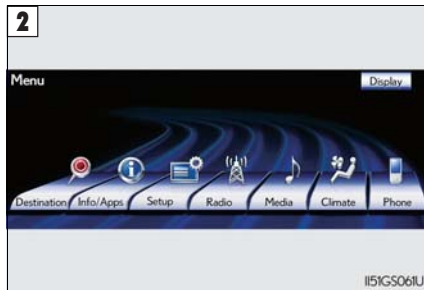 2
Menu
Display
Destination Info/Apps Setup Radio Media Climate Phone
II51GS061U